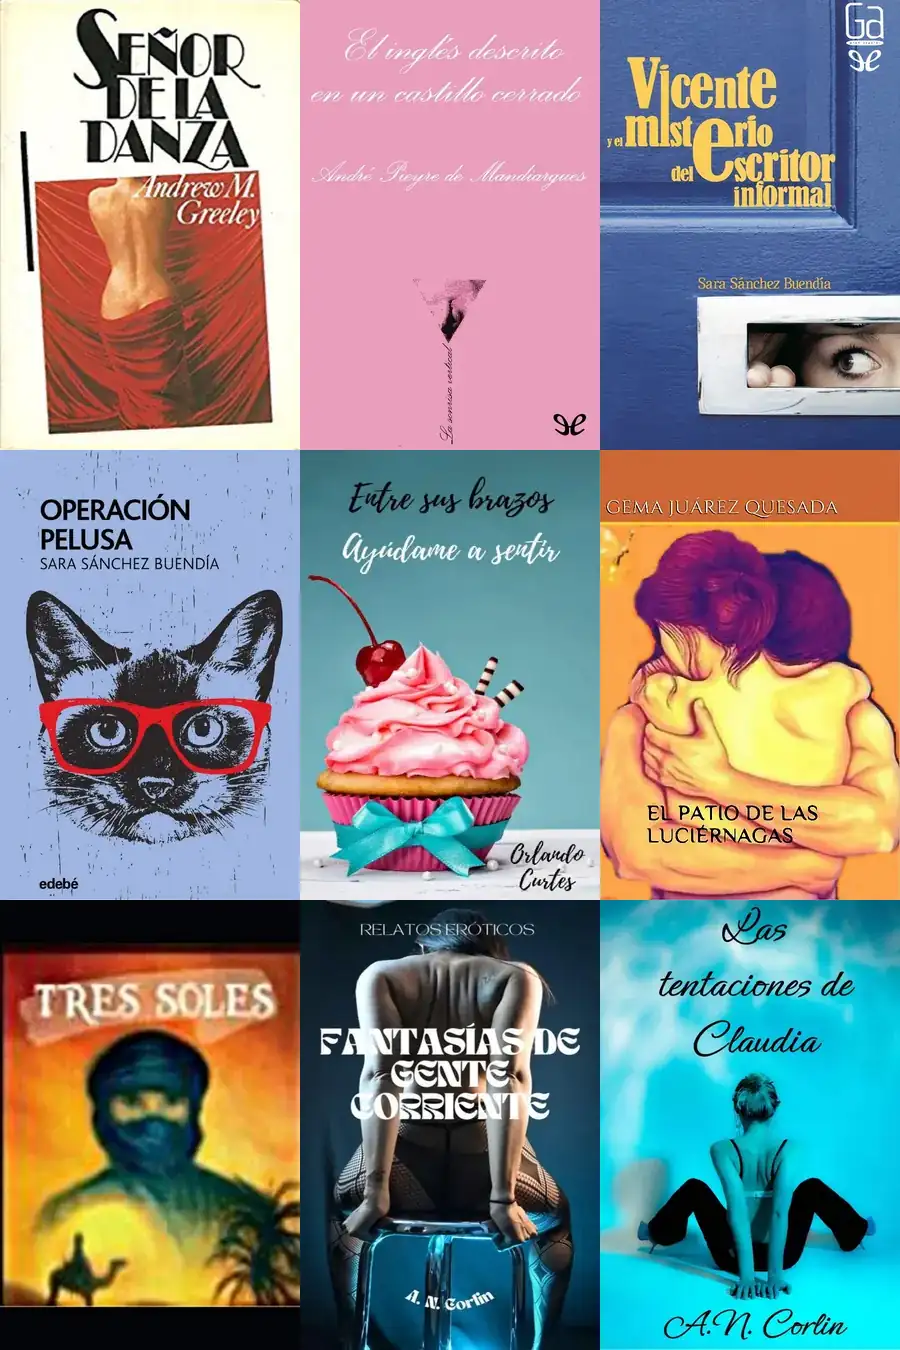 SEÑOR
DE LA
DANZA
Andrew M.
Greeley
El inglés descrito
en un castillo cerrado
André Pieyre de Mandiargues
La sonrisa vertical
Ga
Vicente
y el misterio
del escritor
informal
Sara Sánchez Buendía
OPERACIÓN
PELUSA
SARA SÁNCHEZ BUENDÍA
edebé
Entre sus brazos
Ayúdame a sentir
Orlando
Curtes
GEMA JUÁREZ QUESADA
EL PATIO DE LAS
LUCIÉRNAGAS
TRES SOLES
RELATOS ERÓTICOS
FANTASÍAS DE
GENTE
CORRIENTE
A. N. Corlin
Las
tentaciones de
Claudia
A.N. Corlin